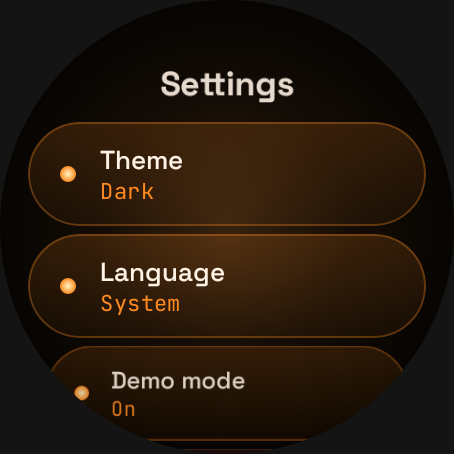 Settings
Theme
Dark
Language
System
Demo mode
On